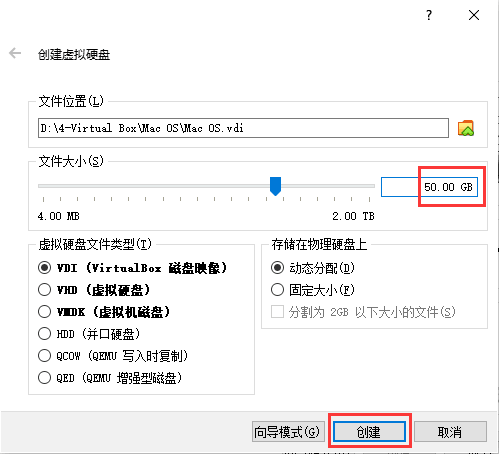 ?
创建虚拟硬盘
文件位置(L)
D:\4-Virtual Box\Mac OS\Mac OS.vdi
文件大小(S)
50.00 GB
4.00 MB 2.00 TB
虚拟硬盘文件类型(T)
VDI (VirtualBox 磁盘映像)
VHD (虚拟硬盘)
VMDK (虚拟机磁盘)
HDD (并口硬盘)
QCOW (QEMU 写入时复制)
QED (QEMU 增强型磁盘)
存储在物理硬盘上
动态分配(D)
固定大小(F)
分割为 2GB 以下大小的文件(S)
向导模式(G) 创建 取消